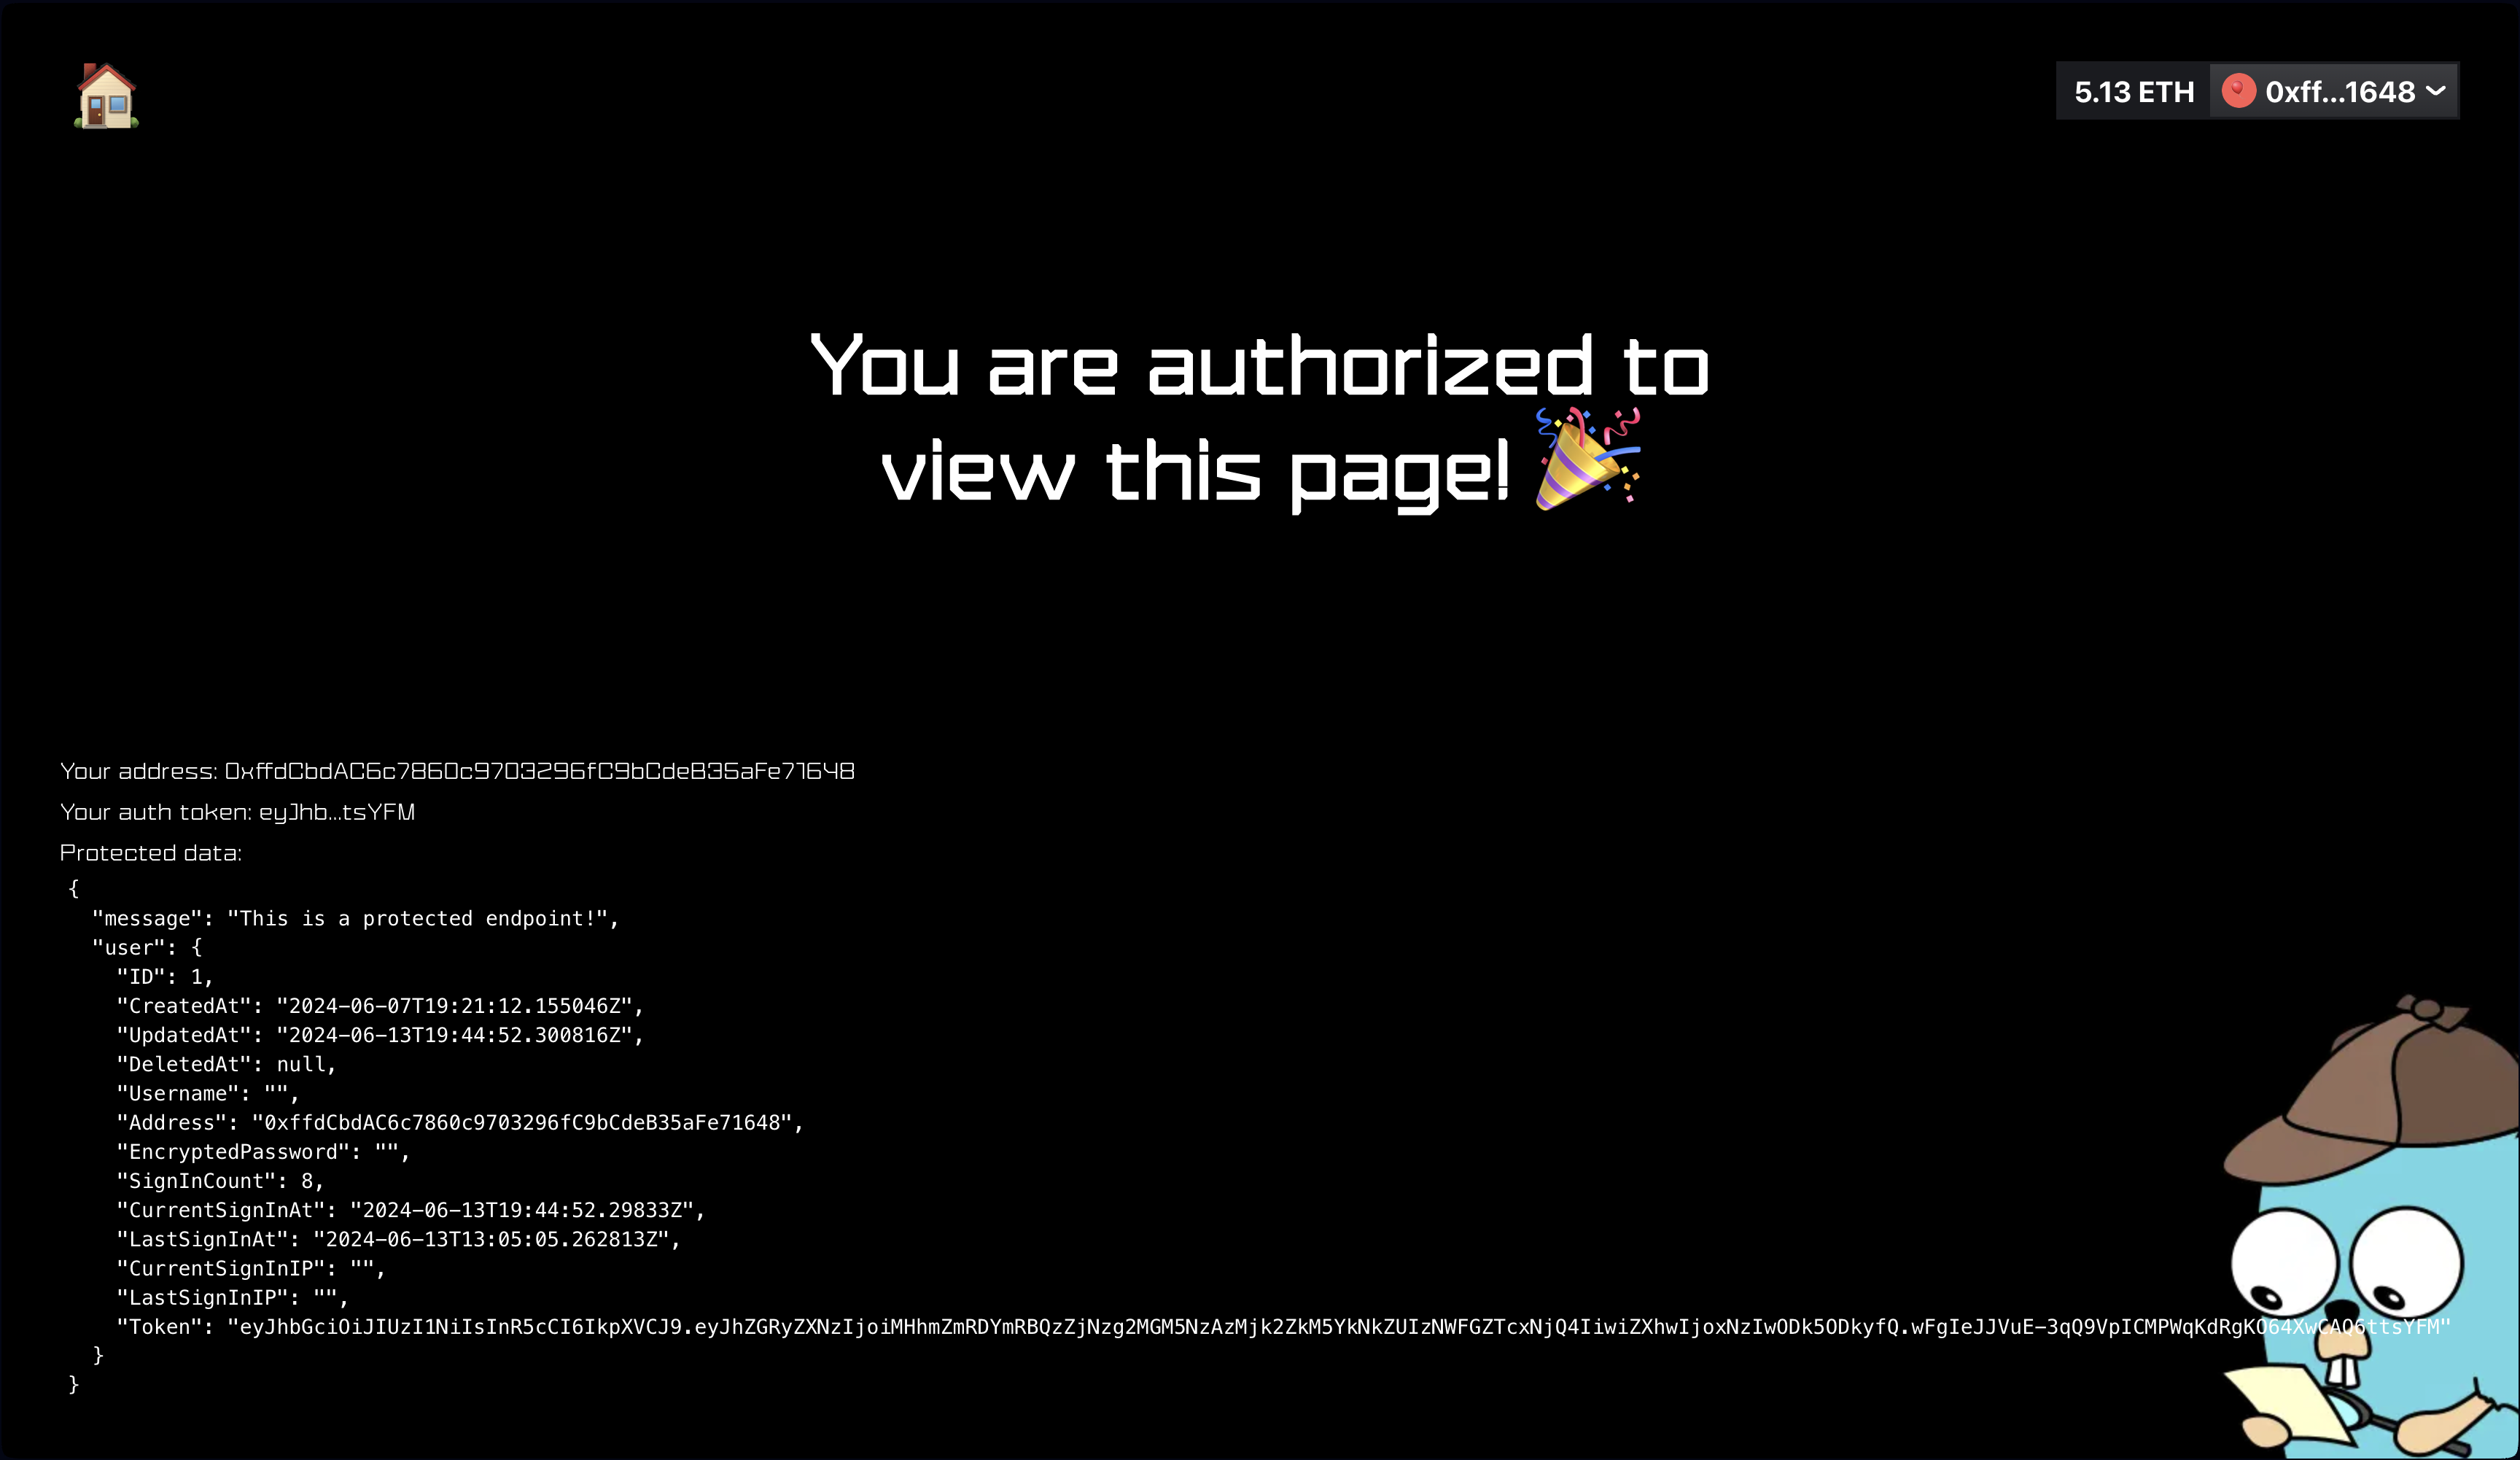 5.13 ETH 0xff...1648
You are authorized to
view this page!
Your address: 0xffdCbdAC6c7860c9703296fC9bCdeB35aFe71648
Your auth token: eyJhb...tsYFM
Protected data:
{
"message": "This is a protected endpoint!",
"user": {
"ID": 1,
"CreatedAt": "2024-06-07T19:21:12.155046Z",
"UpdatedAt": "2024-06-13T19:44:52.300816Z",
"DeletedAt": null,
"Username": "",
"Address": "0xffdCbdAC6c7860c9703296fC9bCdeB35aFe71648",
"EncryptedPassword": "",
"SignInCount": 8,
"CurrentSignInAt": "2024-06-13T19:44:52.29833Z",
"LastSignInAt": "2024-06-13T13:05:05.262813Z",
"CurrentSignInIP": "",
"LastSignInIP": "",
"Token": "eyJhbGciOiJIUzI1NiIsInR5cCI6IkpXVCJ9.eyJhZGRyZXNzIjoiMHhmZmRDYmRBQzZjNzg2MGM5NzAzMjk2ZkM5YkNkZUIzNWFGZTcxNjQ4IiwiZXhwIjoxNzIwODk5ODkyfQ.wFgIeJJVuE-3qQ9VpICMPWqKdRgKO64XwCAQ6ttsYFM"
}
}